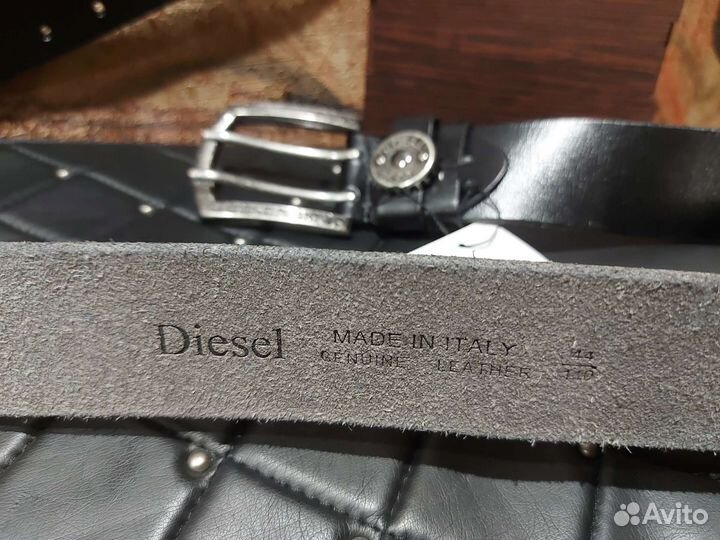 Diesel MADE IN ITALY 44
GENUINE LEATHER 110
Avito